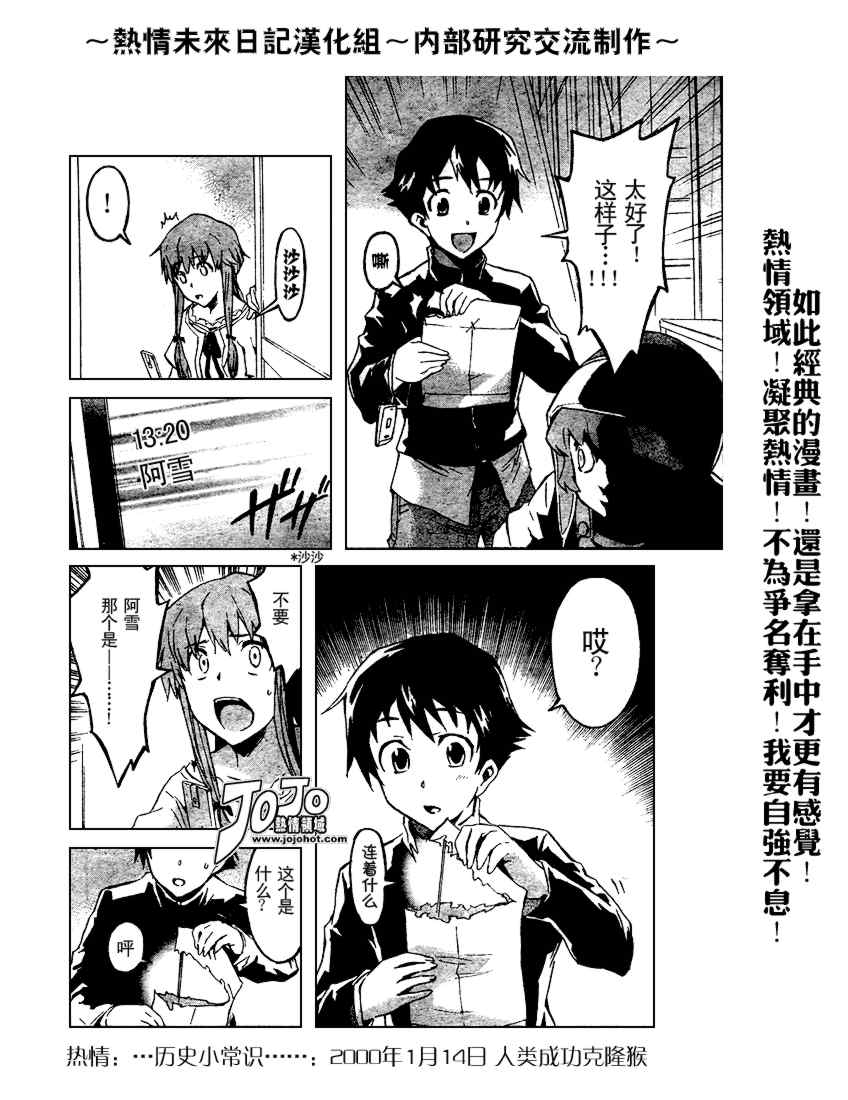 ～熱情未來日記漢化組～内部研究交流制作～
太好了！
这样子…!!!
嘶
！
沙沙沙
13:20
阿雪
*沙沙
不要
阿雪
那个是——……!
哎?
连着什么
这个是
什么?
呯
JOJO
熱情領域
www.jojohot.com
如此經典的漫畫！還是拿在手中才更有感覺！
熱情領域！凝聚熱情！不為爭名奪利！我要自強不息！
热情：…历史小常识……：2000年1月14日 人类成功克隆猴